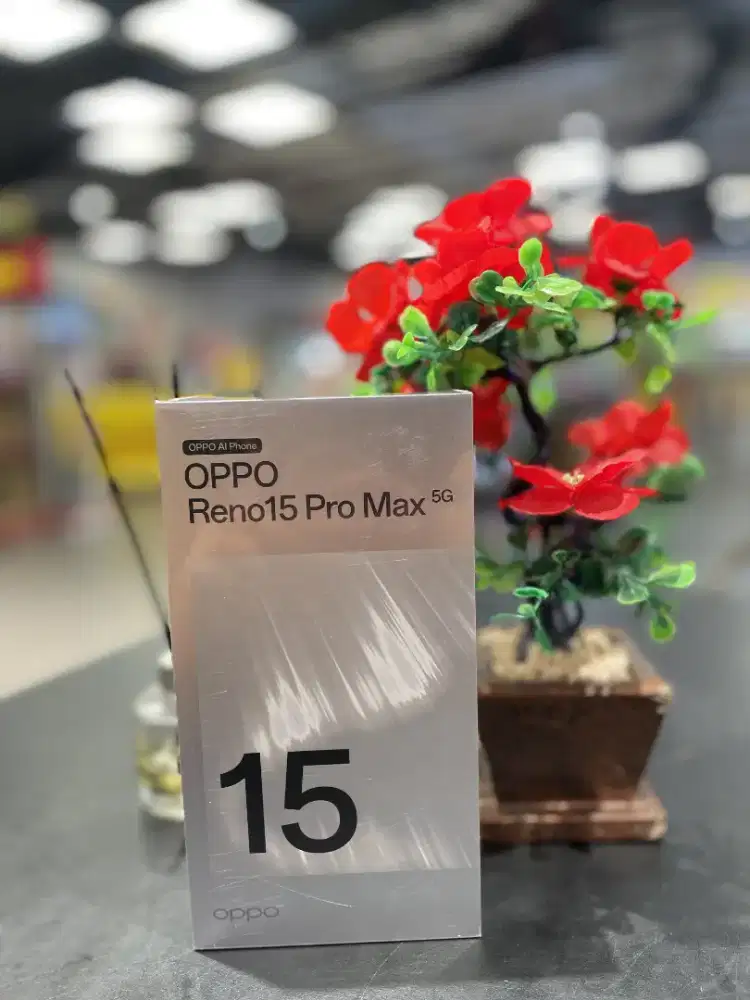 OPPO AI Phone
OPPO
Reno15 Pro Max 5G
15
oppo